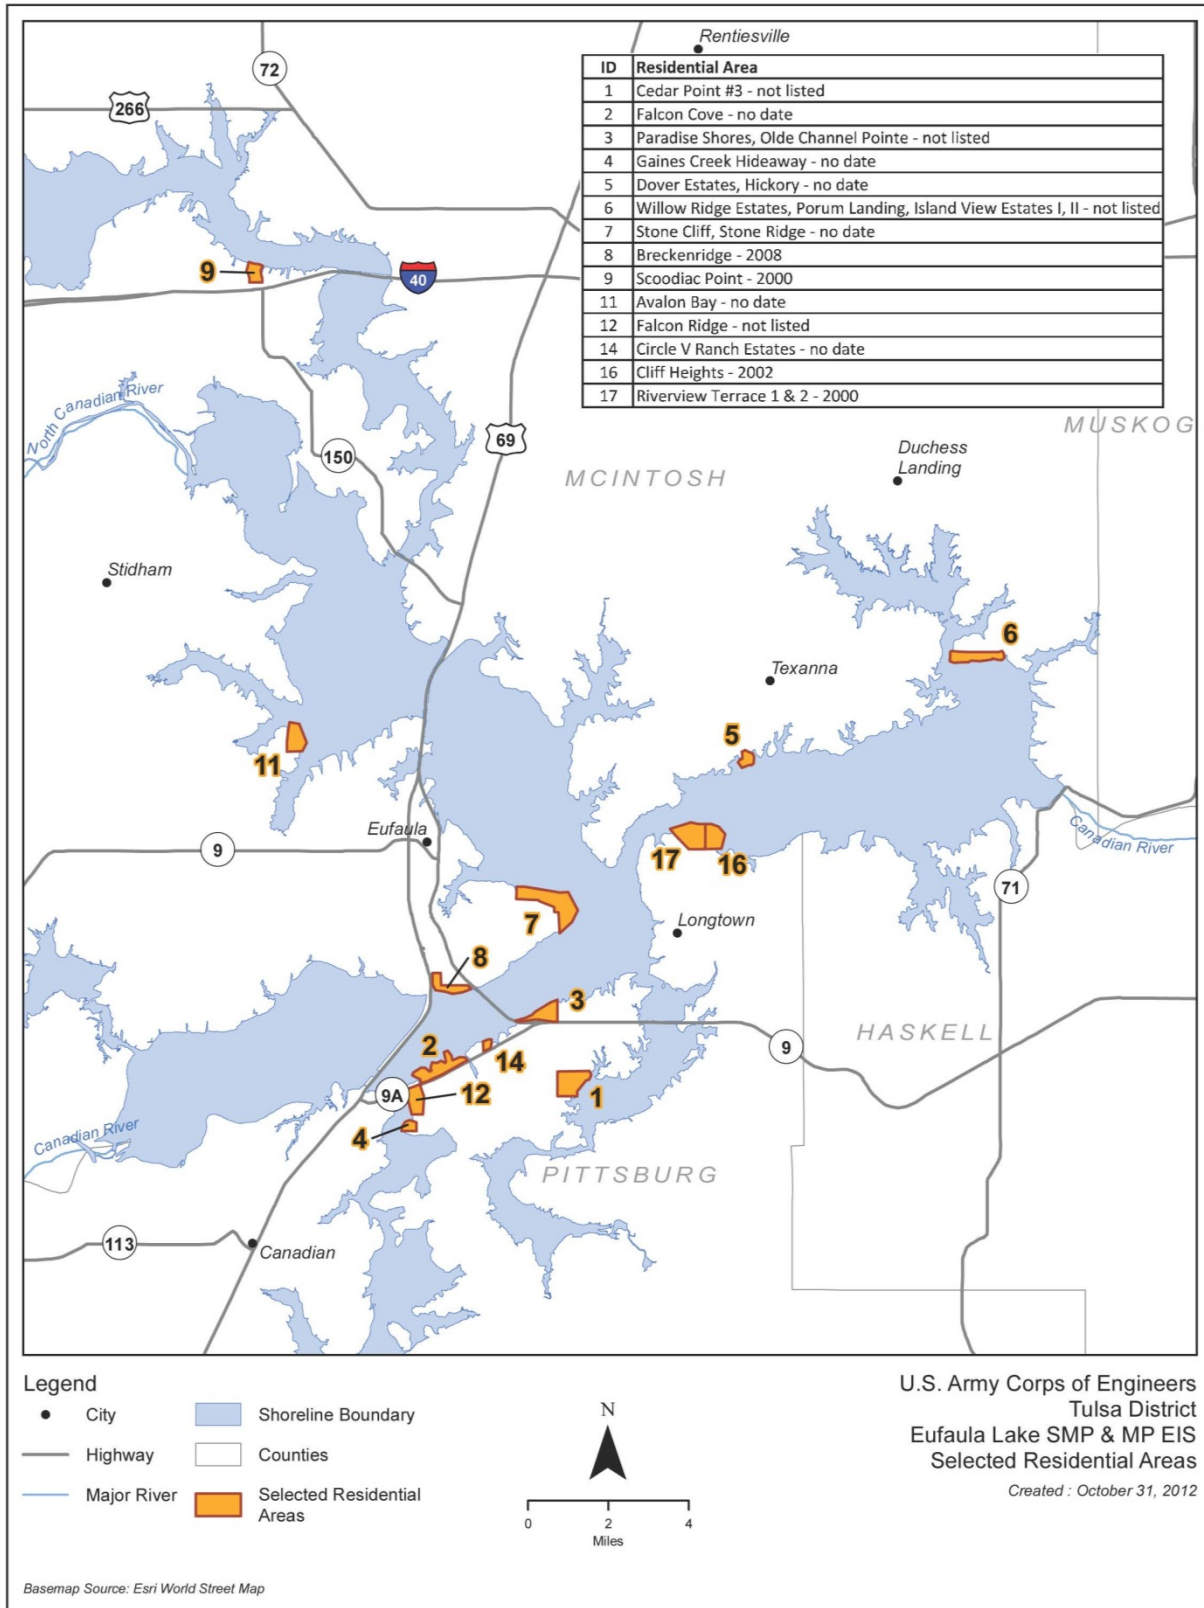 Rentiesville
72
266
ID Residential Area
1 Cedar Point #3 - not listed
2 Falcon Cove - no date
3 Paradise Shores, Olde Channel Pointe - not listed
4 Gaines Creek Hideaway - no date
5 Dover Estates, Hickory - no date
6 Willow Ridge Estates, Porum Landing, Island View Estates I, II - not listed
7 Stone Cliff, Stone Ridge - no date
8 Breckenridge - 2008
9 Scoodiac Point - 2000
11 Avalon Bay - no date
12 Falcon Ridge - not listed
14 Circle V Ranch Estates - no date
16 Cliff Heights - 2002
17 Riverview Terrace 1 & 2 - 2000
9
40
North Canadian River
150
69
MUSKOG
MCINTOSH
Duchess
Landing
Stidham
6
Texanna
5
11
Eufaula
9
17
16
Canadian River
71
7
Longtown
8
3
HASKELL
9
2
14
9A
12
1
4
Canadian River
PITTSBURG
113
Canadian
Legend
City
Highway
Major River
Shoreline Boundary
Counties
Selected Residential
Areas
N
0 2 4
Miles
U.S. Army Corps of Engineers
Tulsa District
Eufaula Lake SMP & MP EIS
Selected Residential Areas
Created : October 31, 2012
Basemap Source: Esri World Street Map